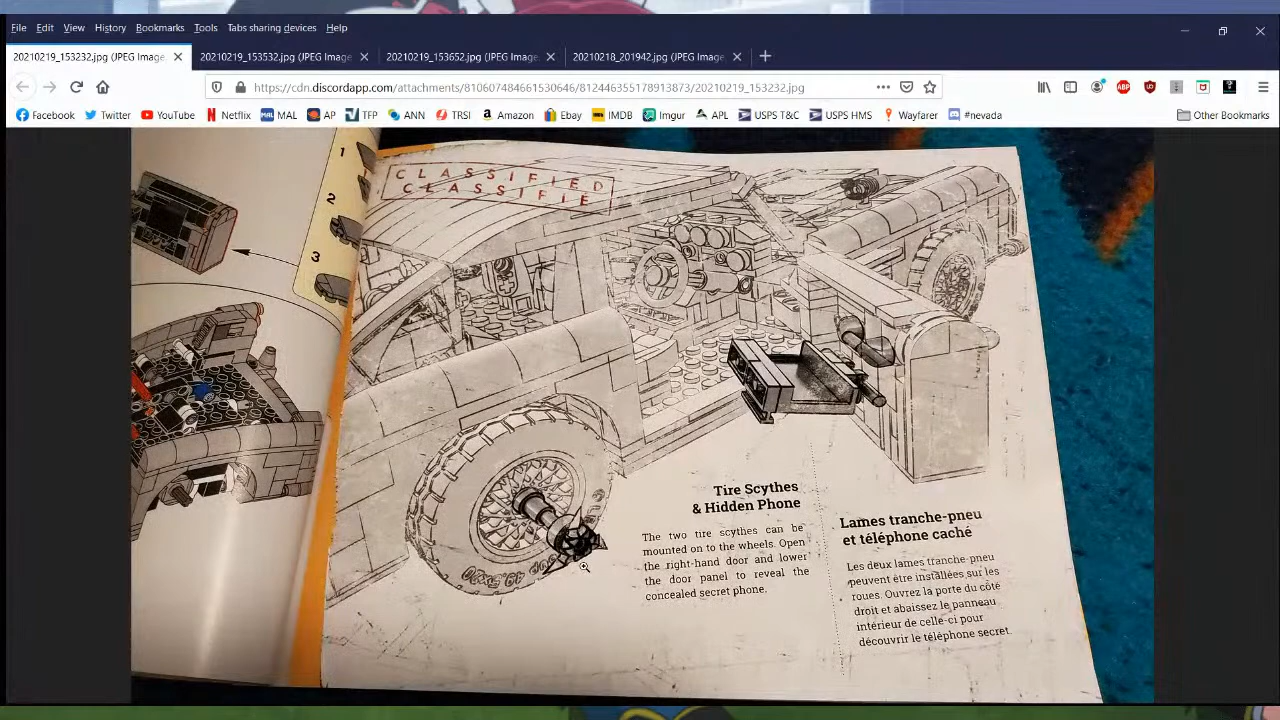 File Edit View History Bookmarks Tools Tabs sharing devices Help
20210219_153232.jpg (JPEG Image 20210219_153532.jpg (JPEG Image 20210219_153652.jpg (JPEG Image 20210218_201942.jpg (JPEG Image
https://cdn.discordapp.com/attachments/810607484401530646/812446355178913873/20210219_153232.jpg
Facebook Twitter YouTube Netflix MAL MAL AP TFP ANN TRSI Amazon Ebay IMDB Imgur APL USPS T&C USPS HMS Wayfarer #nevada Other Bookmarks
1
2
3
CLASSIFIED
CLASSIFIE
Tire Scythes
& Hidden Phone
The two tire scythes can be
mounted on to the wheels. Open
the right-hand door and lower
the door panel to reveal the
concealed secret phone.
Lames tranche-pneu
et téléphone caché
Les deux lames tranche-pneu
peuvent être installées sur les
roues. Ouvrez la porte du côté
droit et abaissez le panneau
intérieur de celle-ci pour
découvrir le téléphone secret.